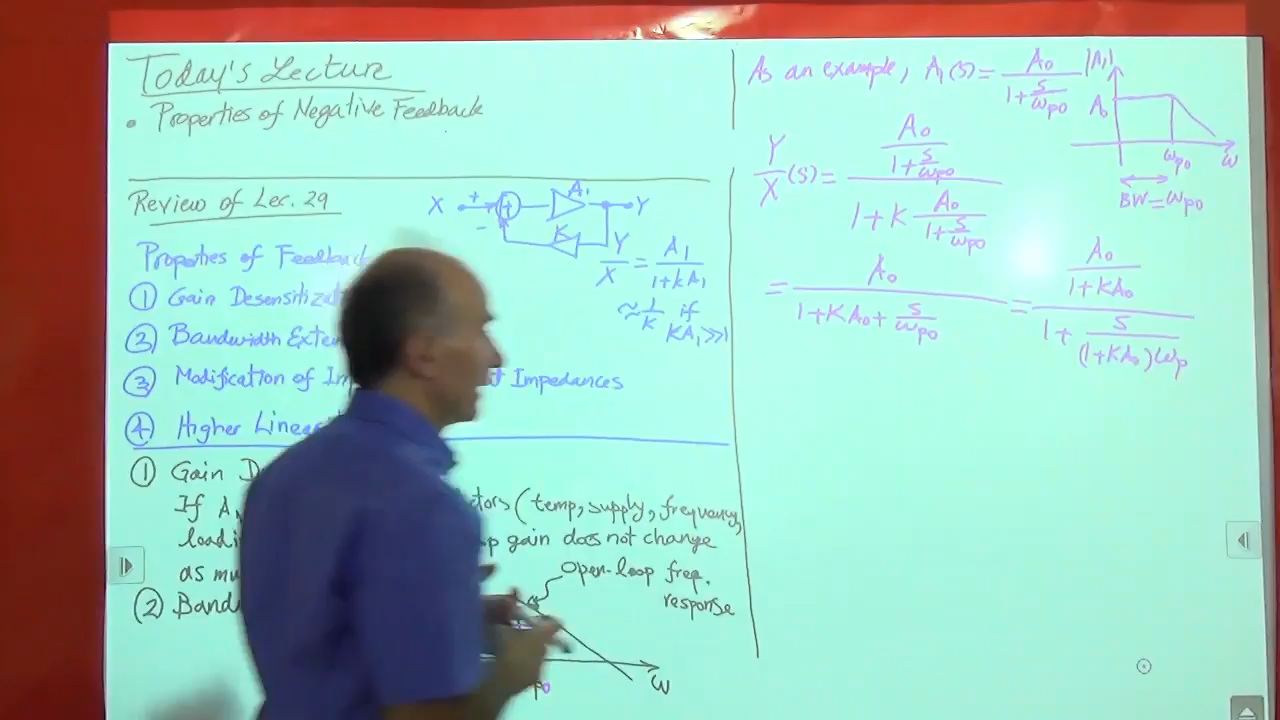 Today's Lecture
• Properties of Negative Feedback
Review of Lec. 29
X + - A1 K Y
Y/X = A1/(1+KA1)
≈ 1/K if
KA1 >> 1
Properties of Feedback
① Gain Desensitiz
② Bandwidth Exte
③ Modification of Im t Impedances
④ Higher Linea
① Gain D
If A ctors (temp, supply, frequency,
loadi p gain does not change
as mu
Open-loop freq.
response
② Band
ω
p0
As an example, A1(s) = A0/(1+s/ωp0)
|A1|
A0
ωp0 ω
BW = ωp0
Y/X (s) = (A0/(1+s/ωp0))/(1+K A0/(1+s/ωp0))
= A0/(1+KA0+s/ωp0) = (A0/(1+KA0))/(1+s/((1+KA0)ωp))